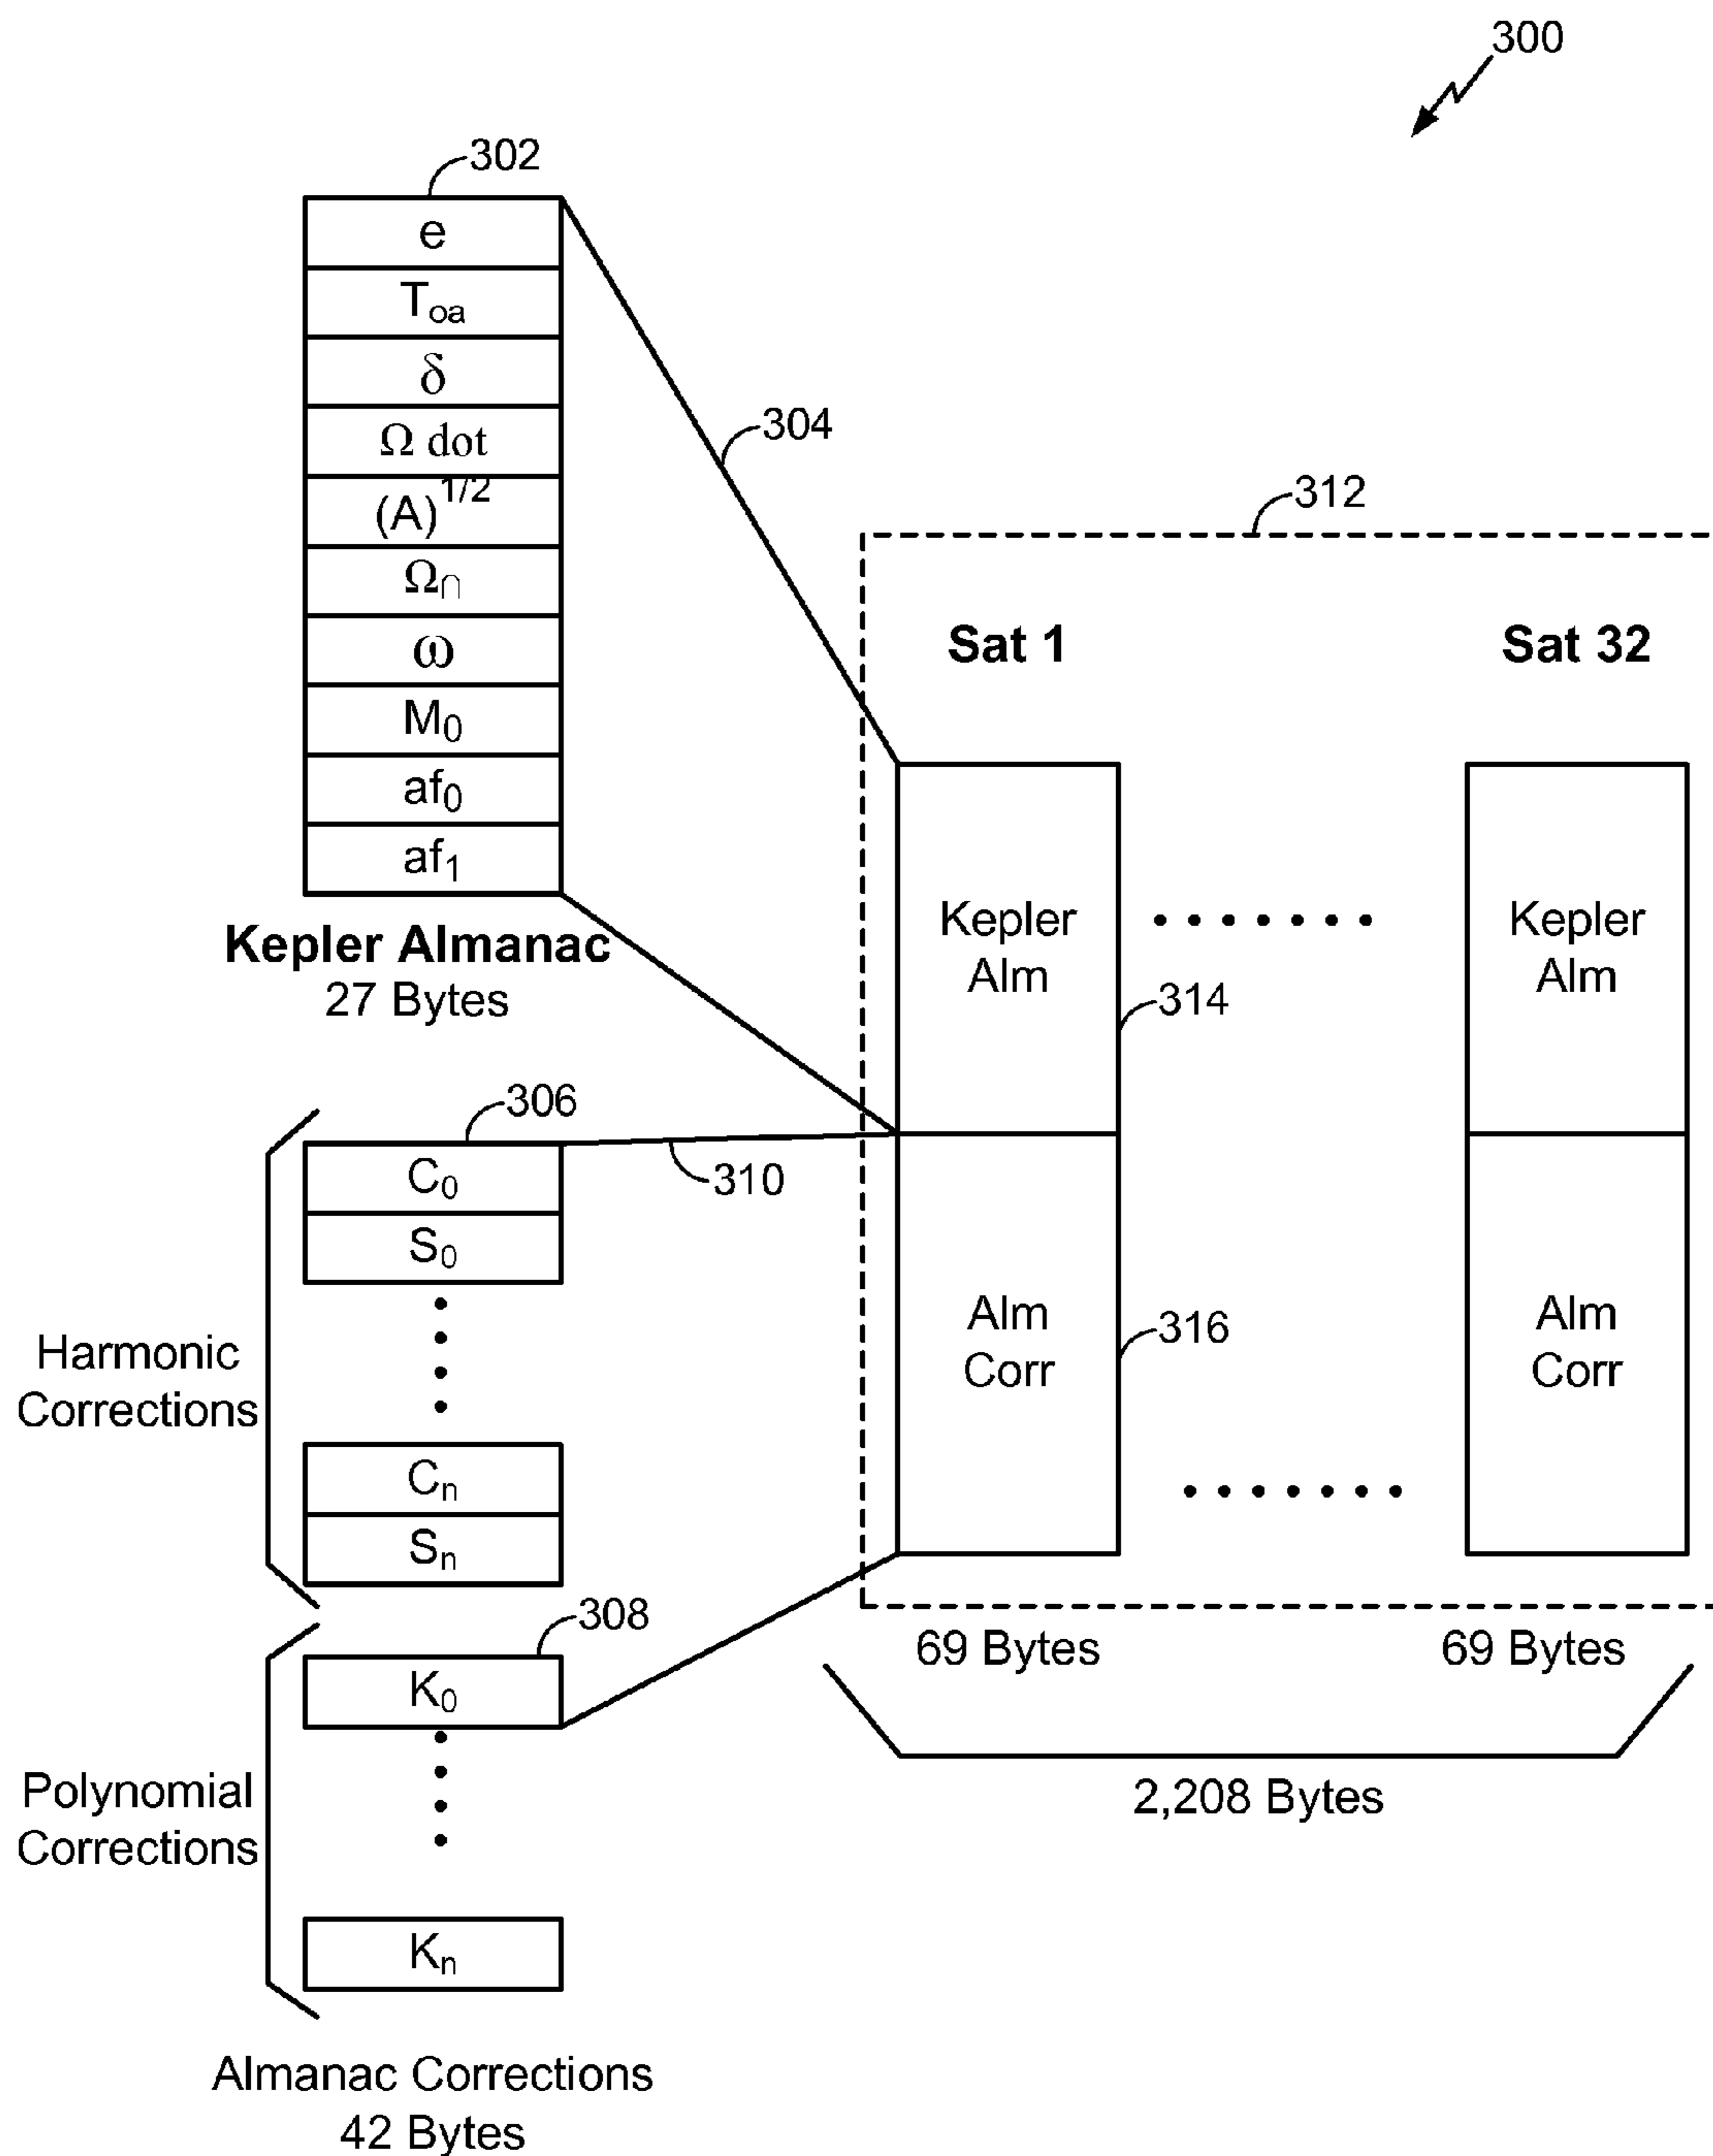 300
302
e
Tₒₐ
δ
Ω dot
(A)¹/²
Ω∩
ω
M₀
af₀
af₁
Kepler Almanac
27 Bytes
304
312
Sat 1
Sat 32
Kepler
Alm
314
Kepler
Alm
306
310
C₀
S₀
Harmonic
Corrections
Cₙ
Sₙ
Alm
Corr
316
Alm
Corr
308
K₀
Polynomial
Corrections
Kₙ
69 Bytes
69 Bytes
2,208 Bytes
Almanac Corrections
42 Bytes